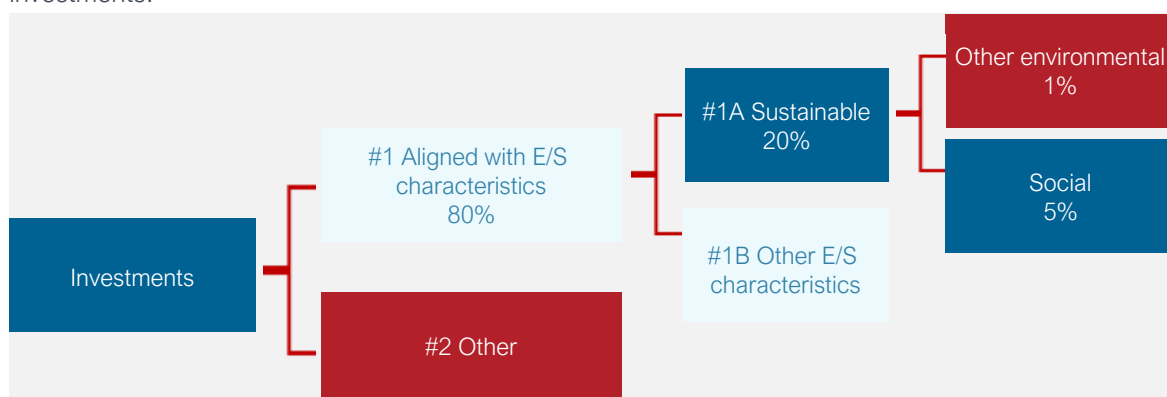 Other environmental
1%
#1A Sustainable
20%
#1 Aligned with E/S
characteristics
80%
Social
5%
Investments
#1B Other E/S
characteristics
#2 Other